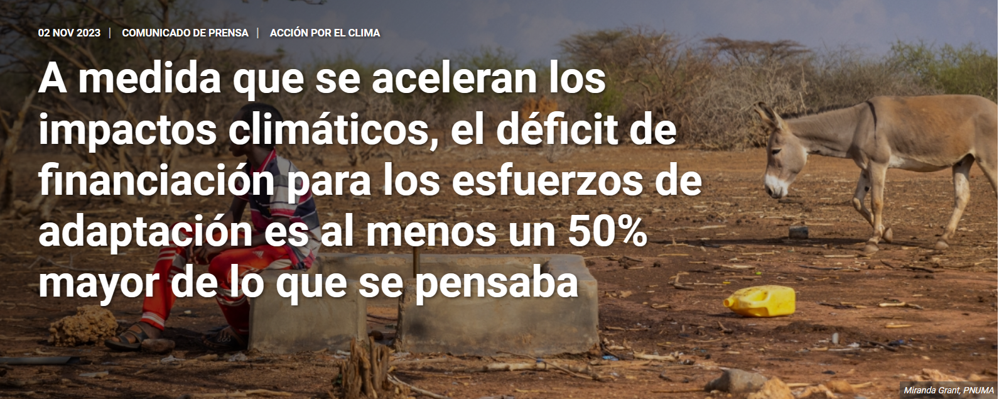 02 NOV 2023 | COMUNICADO DE PRENSA | ACCIÓN POR EL CLIMA
A medida que se aceleran los
impactos climáticos, el déficit de
financiación para los esfuerzos de
adaptación es al menos un 50%
mayor de lo que se pensaba
Miranda Grant, PNUMA